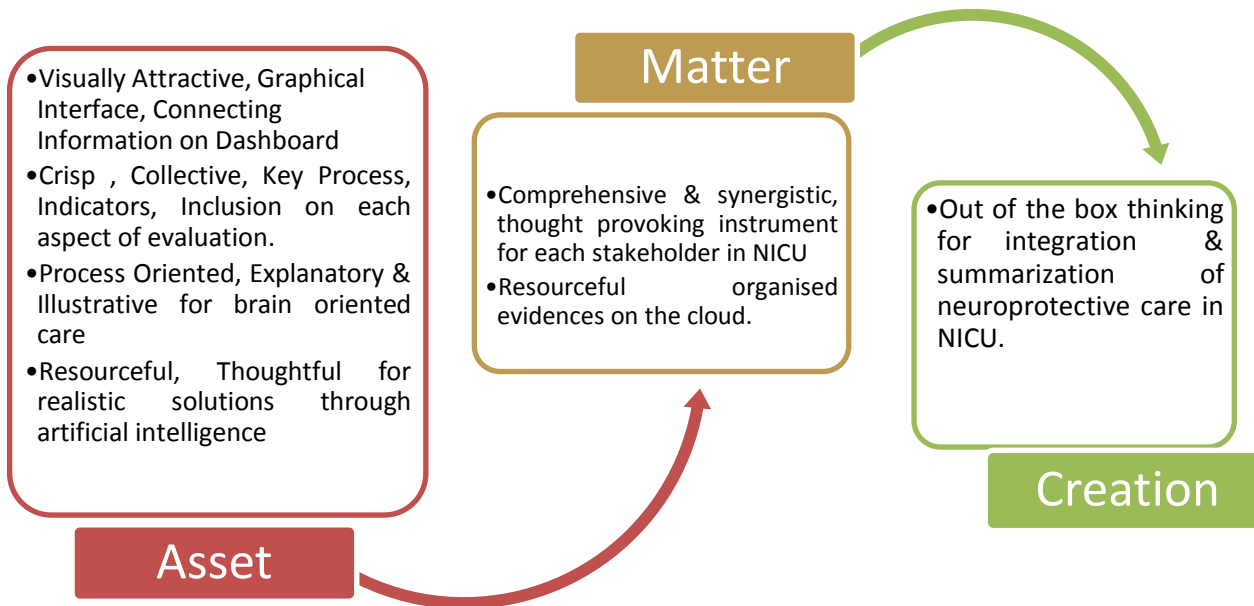 •Visually Attractive, Graphical
Interface, Connecting
Information on Dashboard
•Crisp , Collective, Key Process,
Indicators, Inclusion on each
aspect of evaluation.
•Process Oriented, Explanatory &
Illustrative for brain oriented
care
•Resourceful, Thoughtful for
realistic solutions through
artificial intelligence
Asset
Matter
•Comprehensive & synergistic,
thought provoking instrument
for each stakeholder in NICU
•Resourceful organised
evidences on the cloud.
•Out of the box thinking
for integration &
summarization of
neuroprotective care in
NICU.
Creation